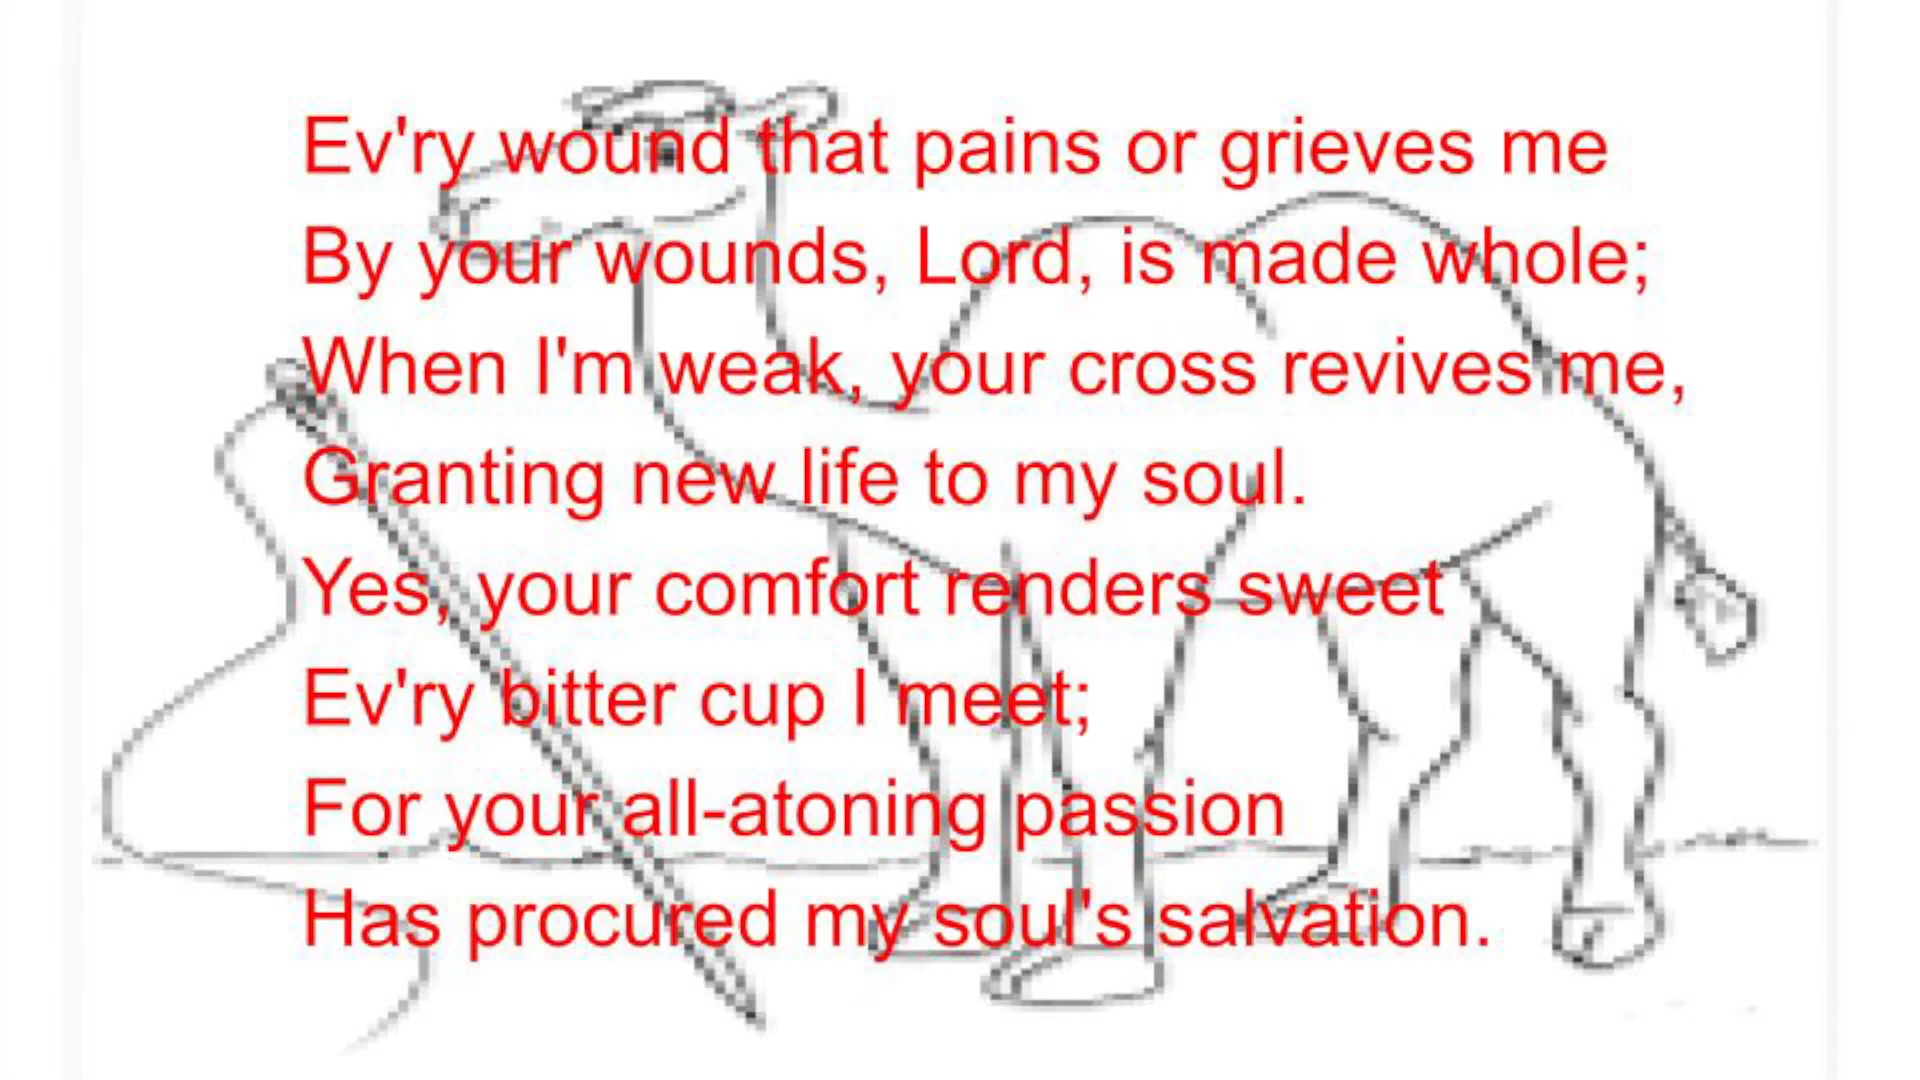 Ev'ry wound that pains or grieves me
By your wounds, Lord, is made whole;
When I'm weak, your cross revives me,
Granting new life to my soul.
Yes, your comfort renders sweet
Ev'ry bitter cup I meet;
For your all-atoning passion
Has procured my soul's salvation.